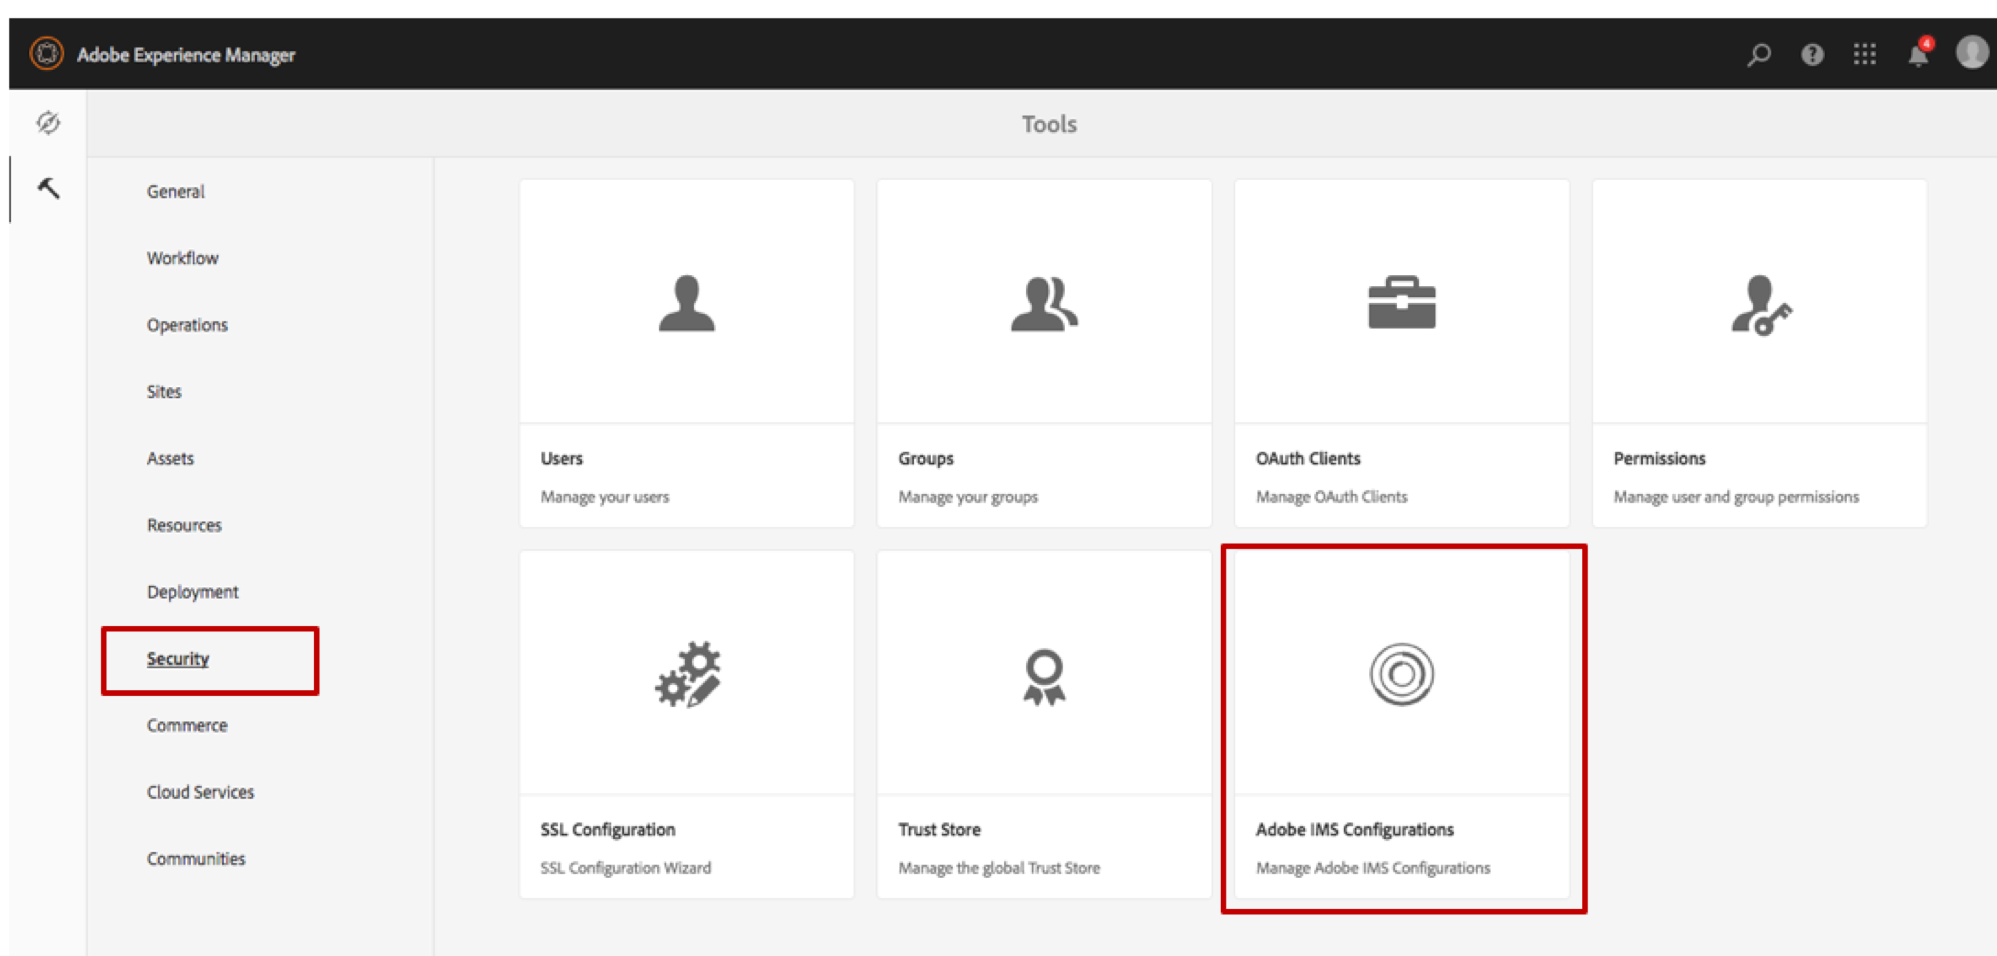 Adobe Experience Manager
4
Tools
General
Workflow
Operations
Sites
Assets
Resources
Deployment
Security
Commerce
Cloud Services
Communities
Users
Manage your users
Groups
Manage your groups
OAuth Clients
Manage OAuth Clients
Permissions
Manage user and group permissions
SSL Configuration
SSL Configuration Wizard
Trust Store
Manage the global Trust Store
Adobe IMS Configurations
Manage Adobe IMS Configurations